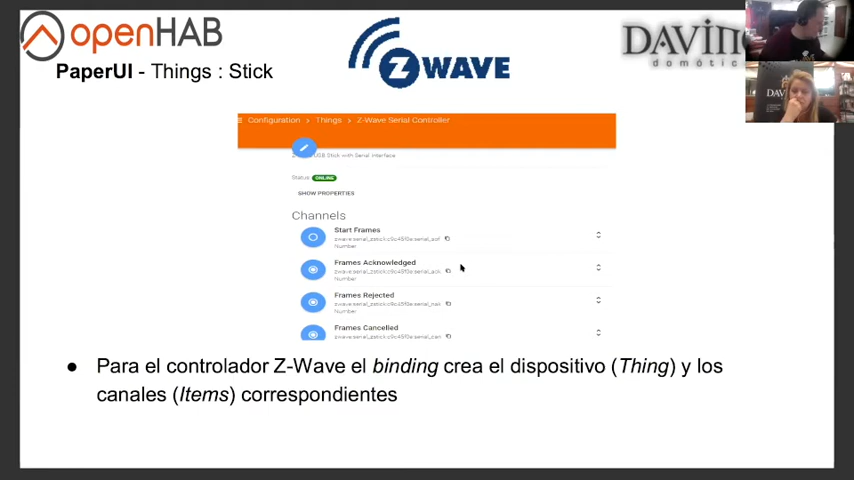 openHAB
Z WAVE
DAVIN
domótic
PaperUI - Things : Stick
Configuration > Things > Z-Wave Serial Controller
USB Stick with Serial Interface
Status: ONLINE
SHOW PROPERTIES
Channels
Start Frames
Number
Frames Acknowledged
Number
Frames Rejected
Number
Frames Cancelled
● Para el controlador Z-Wave el binding crea el dispositivo (Thing) y los
canales (Items) correspondientes